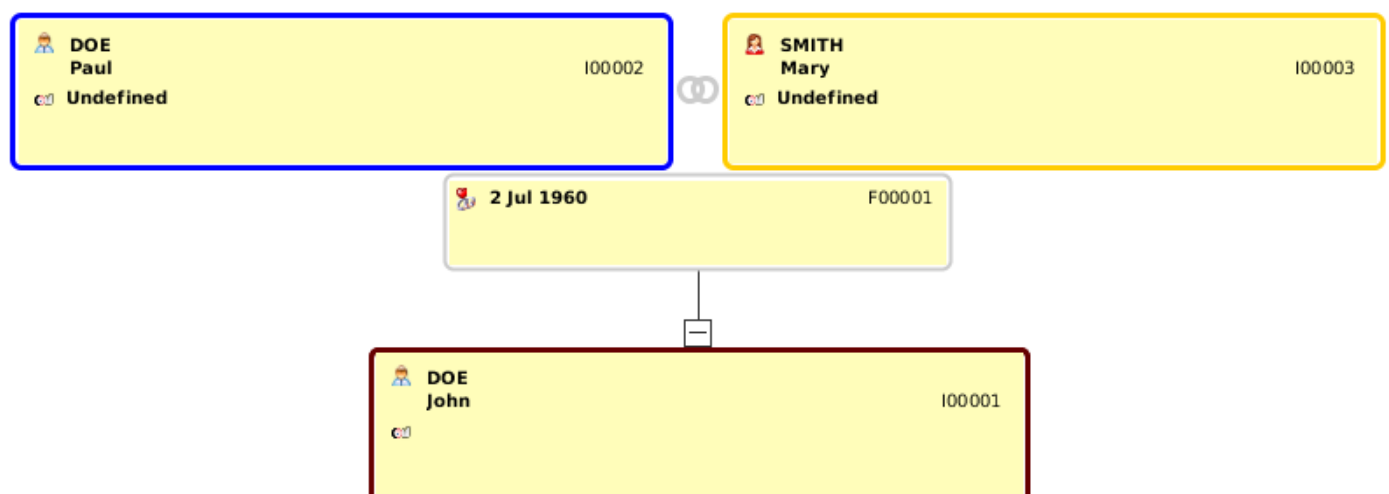 DOE
Paul I00002
Undefined
SMITH
Mary I00003
Undefined
2 Jul 1960 F00001
DOE
John I00001